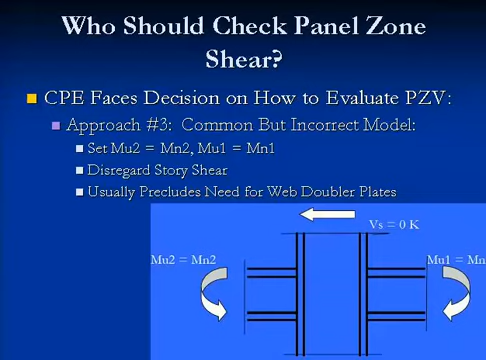 Who Should Check Panel Zone
Shear?
CPE Faces Decision on How to Evaluate PZV:
Approach #3: Common But Incorrect Model:
Set Mu2 = Mn2, Mu1 = Mn1
Disregard Story Shear
Usually Precludes Need for Web Doubler Plates
Vs = 0 K
Mu2 = Mn2
Mu1 = Mn